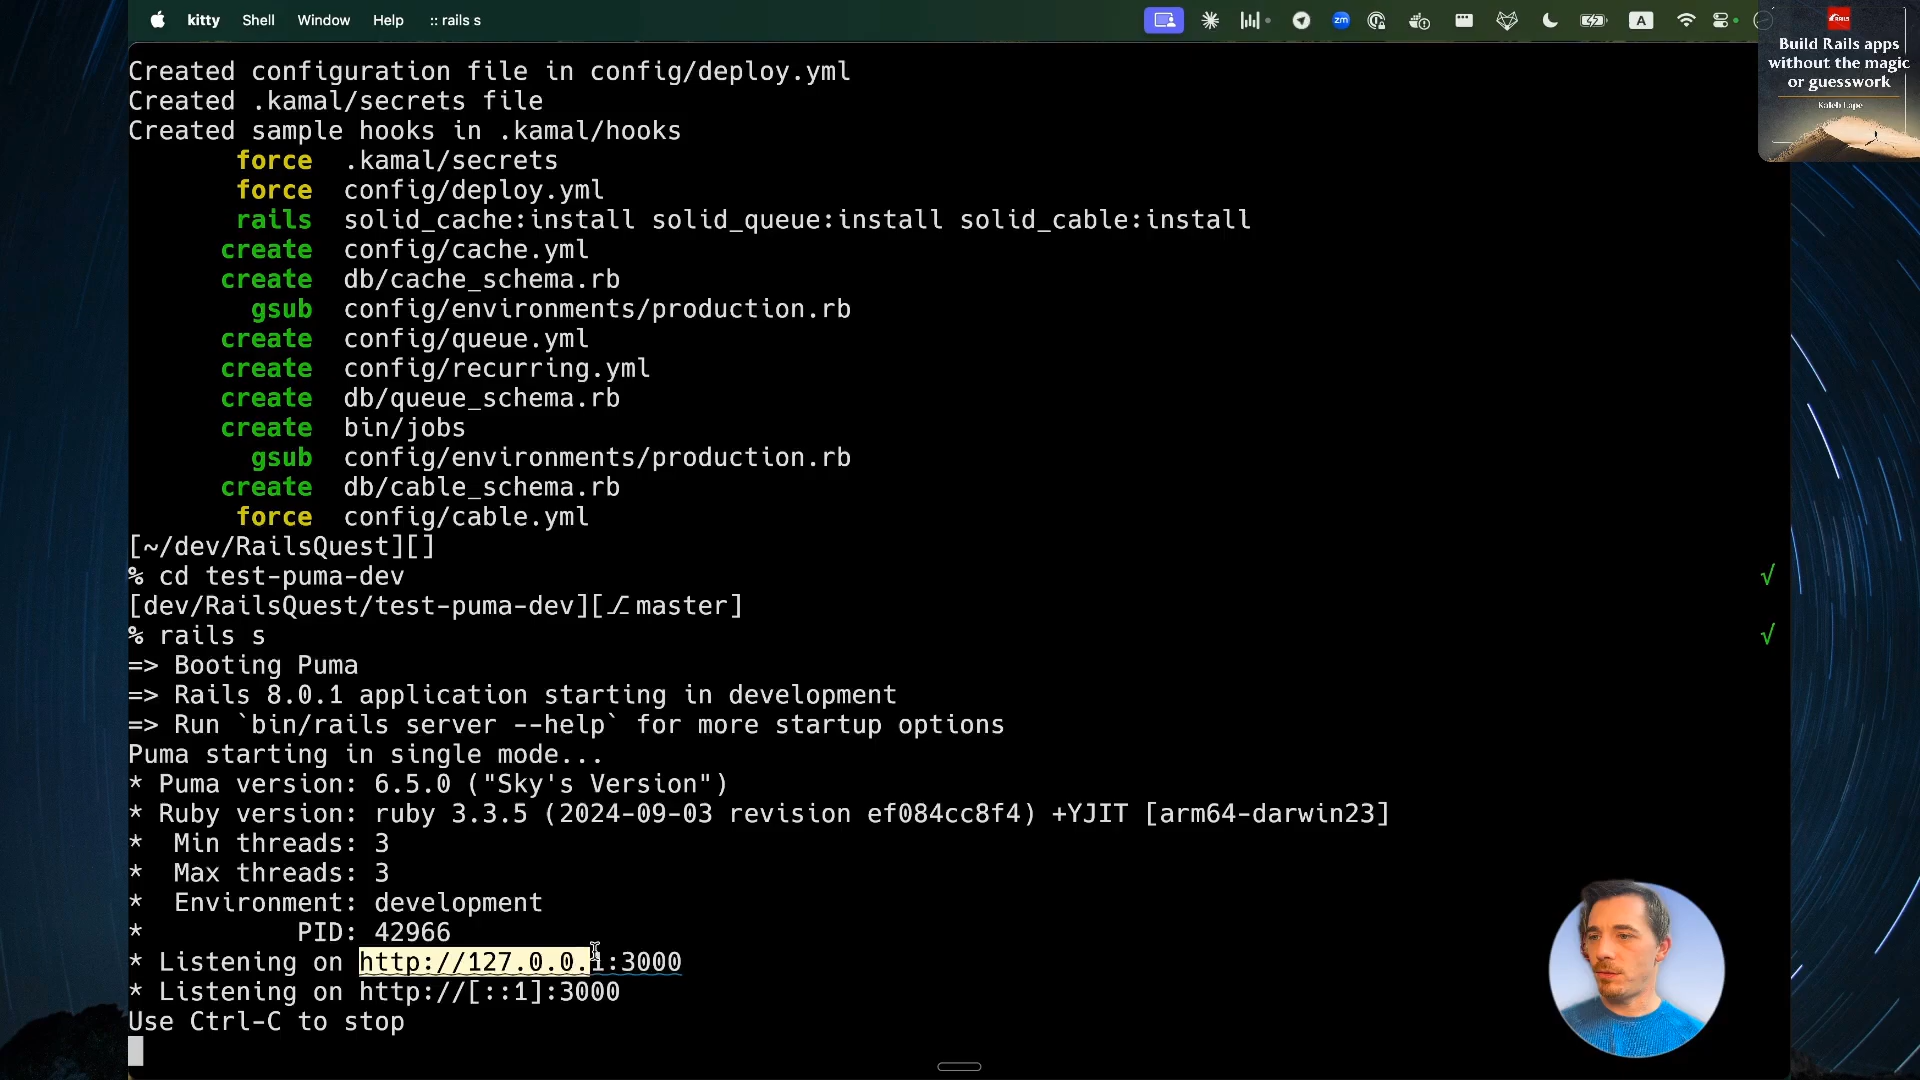 kitty Shell Window Help :: rails s
zm
A
RAILS
Build Rails apps
without the magic
or guesswork
Kaleb Lape
Created configuration file in config/deploy.yml
Created .kamal/secrets file
Created sample hooks in .kamal/hooks
force .kamal/secrets
force config/deploy.yml
rails solid_cache:install solid_queue:install solid_cable:install
create config/cache.yml
create db/cache_schema.rb
gsub config/environments/production.rb
create config/queue.yml
create config/recurring.yml
create db/queue_schema.rb
create bin/jobs
gsub config/environments/production.rb
create db/cable_schema.rb
force config/cable.yml
[~/dev/RailsQuest][]
% cd test-puma-dev √
[dev/RailsQuest/test-puma-dev][⌥master]
% rails s √
=> Booting Puma
=> Rails 8.0.1 application starting in development
=> Run `bin/rails server --help` for more startup options
Puma starting in single mode...
* Puma version: 6.5.0 ("Sky's Version")
* Ruby version: ruby 3.3.5 (2024-09-03 revision ef084cc8f4) +YJIT [arm64-darwin23]
* Min threads: 3
* Max threads: 3
* Environment: development
* PID: 42966
* Listening on http://127.0.0.1:3000
* Listening on http://[::1]:3000
Use Ctrl-C to stop